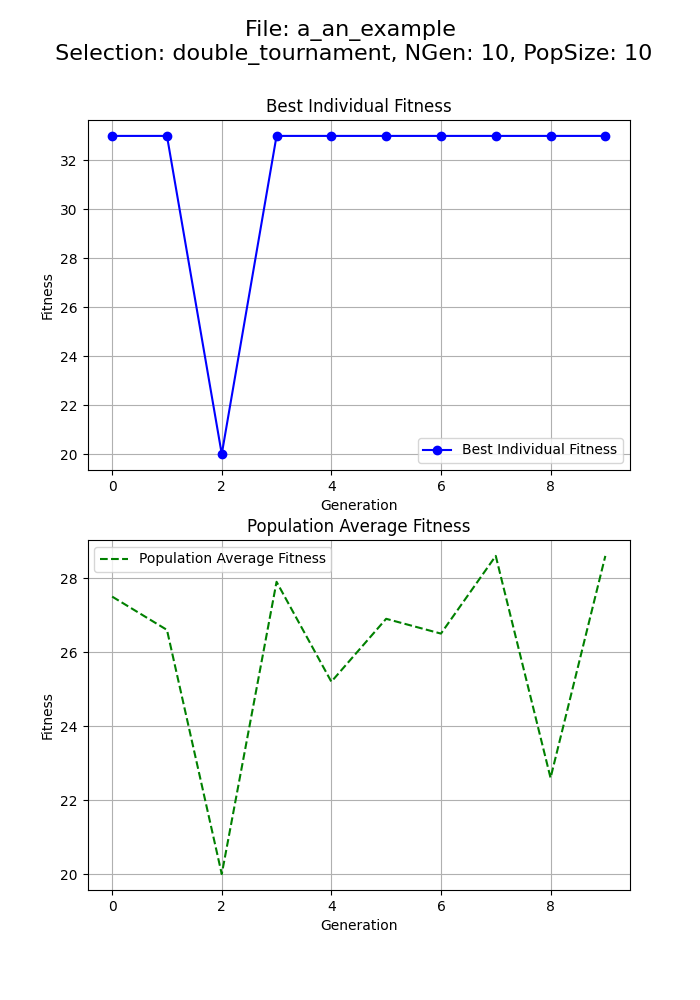 File: a_an_example
Selection: double_tournament, NGen: 10, PopSize: 10
Best Individual Fitness
32
30
28
26
24
22
20
Fitness
Best Individual Fitness
0 2 4 6 8
Generation
Population Average Fitness
Population Average Fitness
28
26
24
22
20
Fitness
0 2 4 6 8
Generation